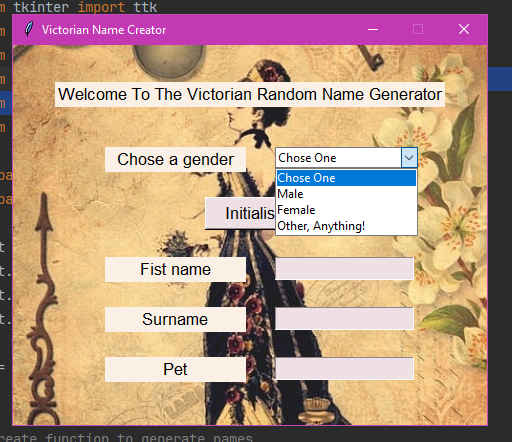 m tkinter import ttk
Victorian Name Creator
Welcome To The Victorian Random Name Generator
Chose a gender
Chose One
Chose One
Male
Female
Other, Anything!
Initialis
Fist name
Surname
Pet
reate function to generate names